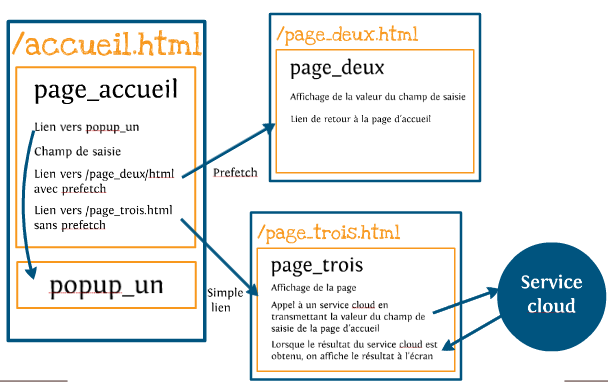 /accueil.html
page_accueil
Lien vers popup_un
Champ de saisie
Lien vers /page_deux/html
avec prefetch
Lien vers /page_trois.html
sans prefetch
popup_un
Prefetch
Simple
lien
/page_deux.html
page_deux
Affichage de la valeur du champ de saisie
Lien de retour à la page d'accueil
/page_trois.html
page_trois
Affichage de la page
Appel à un service cloud en
transmettant la valeur du champ de
saisie de la page d'accueil
Lorsque le résultat du service cloud est
obtenu, on affiche le résultat à l'écran
Service
cloud